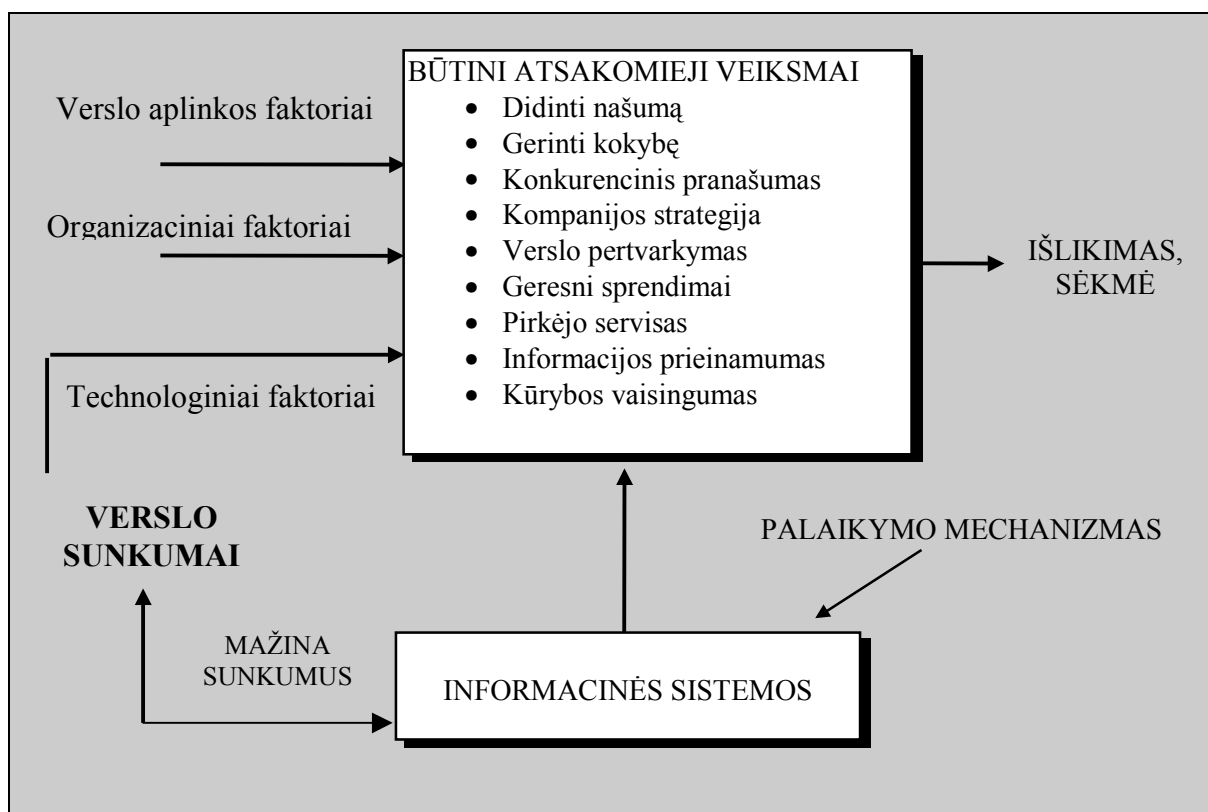 BŪTINI ATSAKOMIEJI VEIKSMAI
• Didinti našumą
• Gerinti kokybę
• Konkurencinis pranašumas
• Kompanijos strategija
• Verslo pertvarkymas
• Geresni sprendimai
• Pirkėjo servisas
• Informacijos prieinamumas
• Kūrybos vaisingumas
Verslo aplinkos faktoriai
Organizaciniai faktoriai
Technologiniai faktoriai
IŠLIKIMAS,
SĖKMĖ
VERSLO
SUNKUMAI
PALAIKYMO MECHANIZMAS
MAŽINA
SUNKUMUS
INFORMACINĖS SISTEMOS